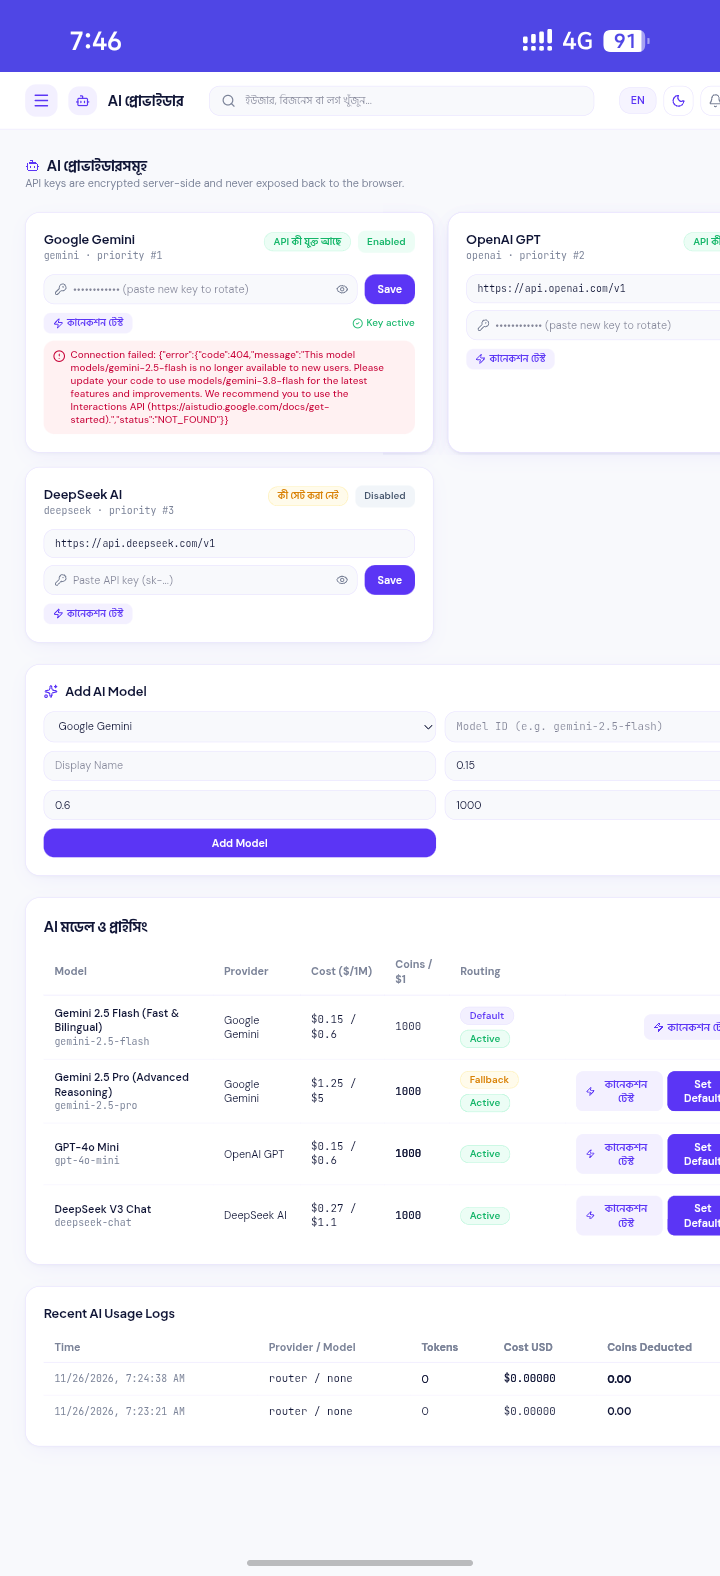 7:46
4G 91
AI প্রোভাইডার
ইউজার, বিজনেস বা লগ খুঁজুন...
EN
AI প্রোভাইডারসমূহ
API keys are encrypted server-side and never exposed back to the browser.
Google Gemini
API কী যুক্ত আছে
Enabled
gemini · priority #1
•••••••••••• (paste new key to rotate)
Save
কানেকশন টেস্ট
Key active
Connection failed: {"error":{"code":404,"message":"This model
models/gemini-2.5-flash is no longer available to new users. Please
update your code to use models/gemini-3.8-flash for the latest
features and improvements. We recommend you to use the
Interactions API (https://aistudio.google.com/docs/get-
started).","status":"NOT_FOUND"}}
OpenAI GPT
API কী
openai · priority #2
https://api.openai.com/v1
•••••••••••• (paste new key to rotate)
কানেকশন টেস্ট
DeepSeek AI
কী সেট করা নেই
Disabled
deepseek · priority #3
https://api.deepseek.com/v1
Paste API key (sk-...)
Save
কানেকশন টেস্ট
Add AI Model
Google Gemini
Model ID (e.g. gemini-2.5-flash)
Display Name
0.15
0.6
1000
Add Model
AI মডেল ও প্রাইসিং
Model Provider Cost ($/1M) Coins / $1 Routing
Gemini 2.5 Flash (Fast &
Bilingual)
gemini-2.5-flash
Google
Gemini
$0.15 /
$0.6
1000
Default
Active
কানেকশন টে
Gemini 2.5 Pro (Advanced
Reasoning)
gemini-2.5-pro
Google
Gemini
$1.25 /
$5
1000
Fallback
Active
কানেকশন
টেস্ট
Set
Default
GPT-4o Mini
gpt-4o-mini
OpenAI GPT
$0.15 /
$0.6
1000
Active
কানেকশন
টেস্ট
Set
Default
DeepSeek V3 Chat
deepseek-chat
DeepSeek AI
$0.27 /
$1.1
1000
Active
কানেকশন
টেস্ট
Set
Default
Recent AI Usage Logs
Time Provider / Model Tokens Cost USD Coins Deducted
11/26/2026, 7:24:38 AM router / none 0 $0.00000 0.00
11/26/2026, 7:23:21 AM router / none 0 $0.00000 0.00